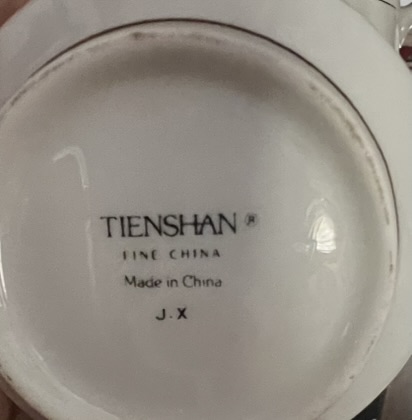 TIENSHAN ®
FINE CHINA
Made in China
J.X